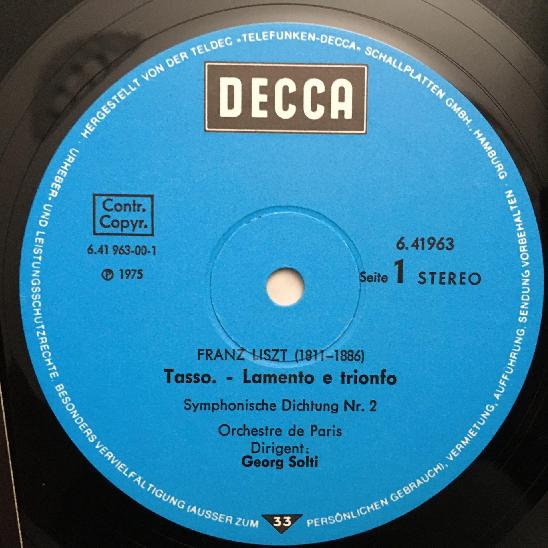 · HERGESTELLT VON DER TELDEC »TELEFUNKEN-DECCA« SCHALLPLATTEN GMBH., HAMBURG ·
URHEBER- UND LEISTUNGSSCHUTZRECHTE, BESONDERS VERVIELFÄLTIGUNG (AUSSER ZUM PERSÖNLICHEN GEBRAUCH), VERMIETUNG, AUFFÜHRUNG, SENDUNG VORBEHALTEN
DECCA
Contr.
Copyr.
6.41 963-00-1
℗ 1975
6.41963
Seite 1 STEREO
FRANZ LISZT (1811–1886)
Tasso. - Lamento e trionfo
Symphonische Dichtung Nr. 2
Orchestre de Paris
Dirigent:
Georg Solti
33